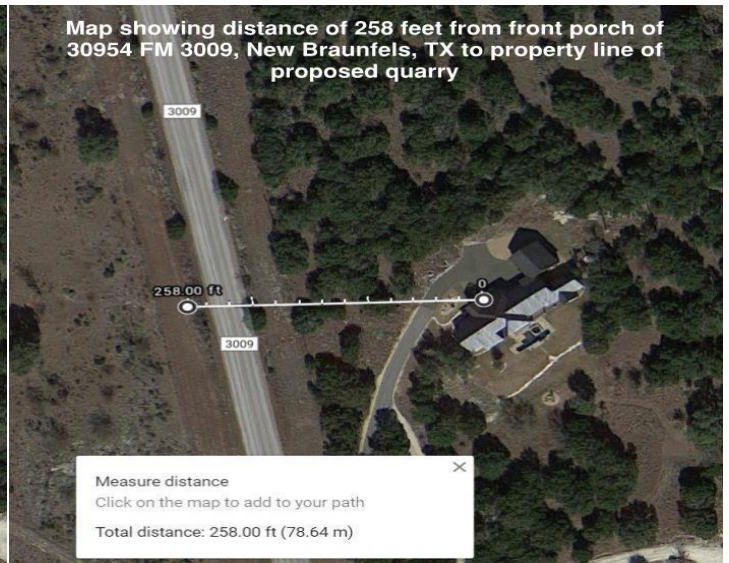 Map showing distance of 258 feet from front porch of
30954 FM 3009, New Braunfels, TX to property line of
proposed quarry
3009
258.00 ft
0
3009
Measure distance
Click on the map to add to your path
Total distance: 258.00 ft (78.64 m)